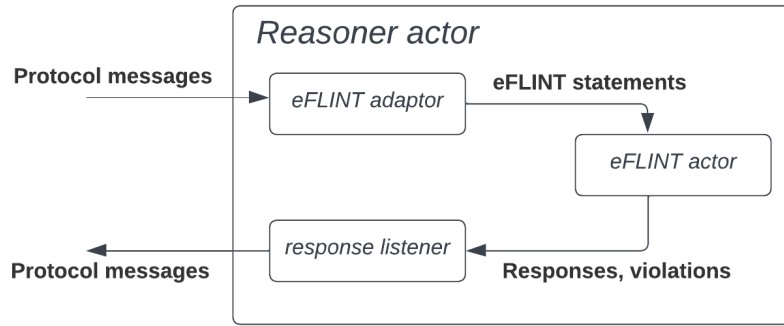 Reasoner actor
Protocol messages
eFLINT adaptor
eFLINT statements
eFLINT actor
response listener
Protocol messages
Responses, violations